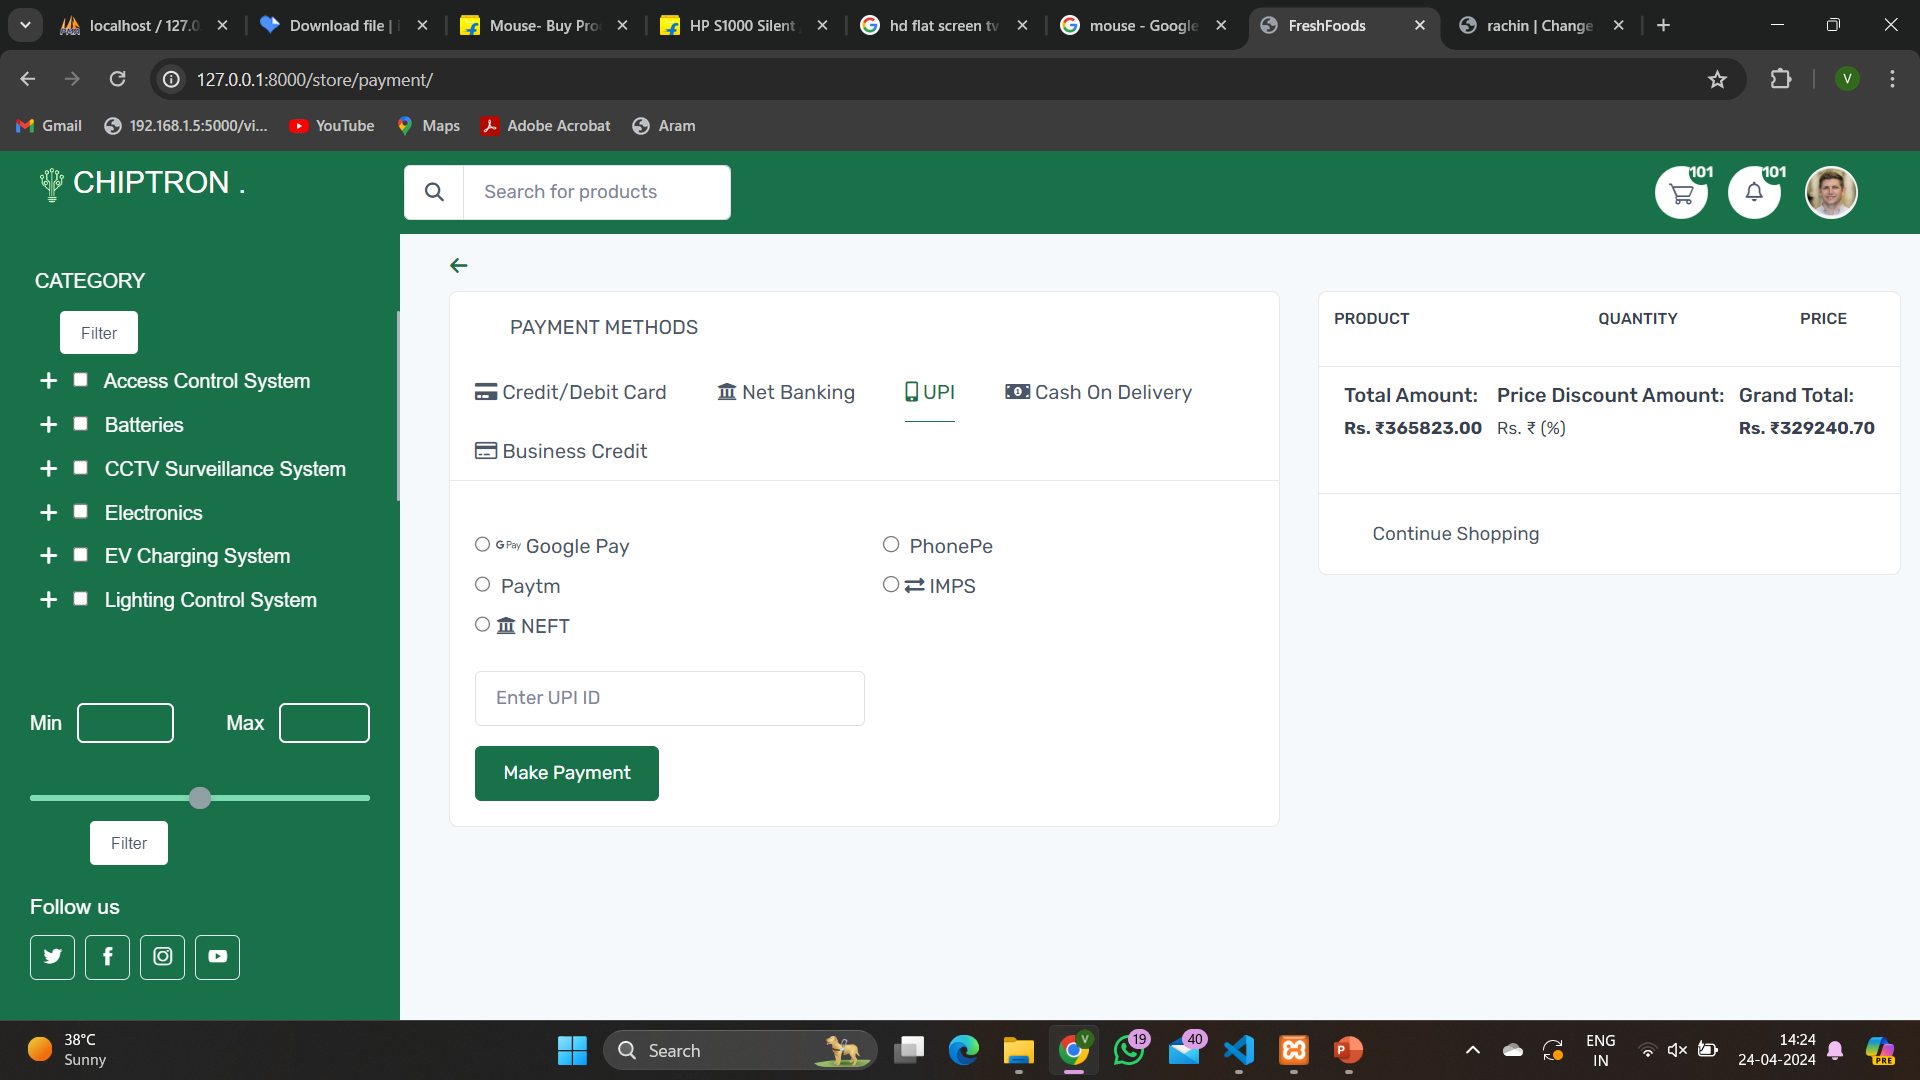 localhost / 127.0
Download file | i
Mouse- Buy Pro
HP S1000 Silent
hd flat screen tv
mouse - Google
FreshFoods
rachin | Change
127.0.0.1:8000/store/payment/
V
Gmail
192.168.1.5:5000/vi...
YouTube
Maps
Adobe Acrobat
Aram
CHIPTRON .
Search for products
101
101
CATEGORY
Filter
Access Control System
Batteries
CCTV Surveillance System
Electronics
EV Charging System
Lighting Control System
Min
Max
Filter
Follow us
PAYMENT METHODS
Credit/Debit Card
Net Banking
UPI
Cash On Delivery
Business Credit
G Pay Google Pay
PhonePe
Paytm
IMPS
NEFT
Enter UPI ID
Make Payment
PRODUCT QUANTITY PRICE
Total Amount: Price Discount Amount: Grand Total:
Rs. ₹365823.00 Rs. ₹ (%) Rs. ₹329240.70
Continue Shopping
38°C
Sunny
Search
V
19
40
P
ENG
IN
14:24
24-04-2024
PRE